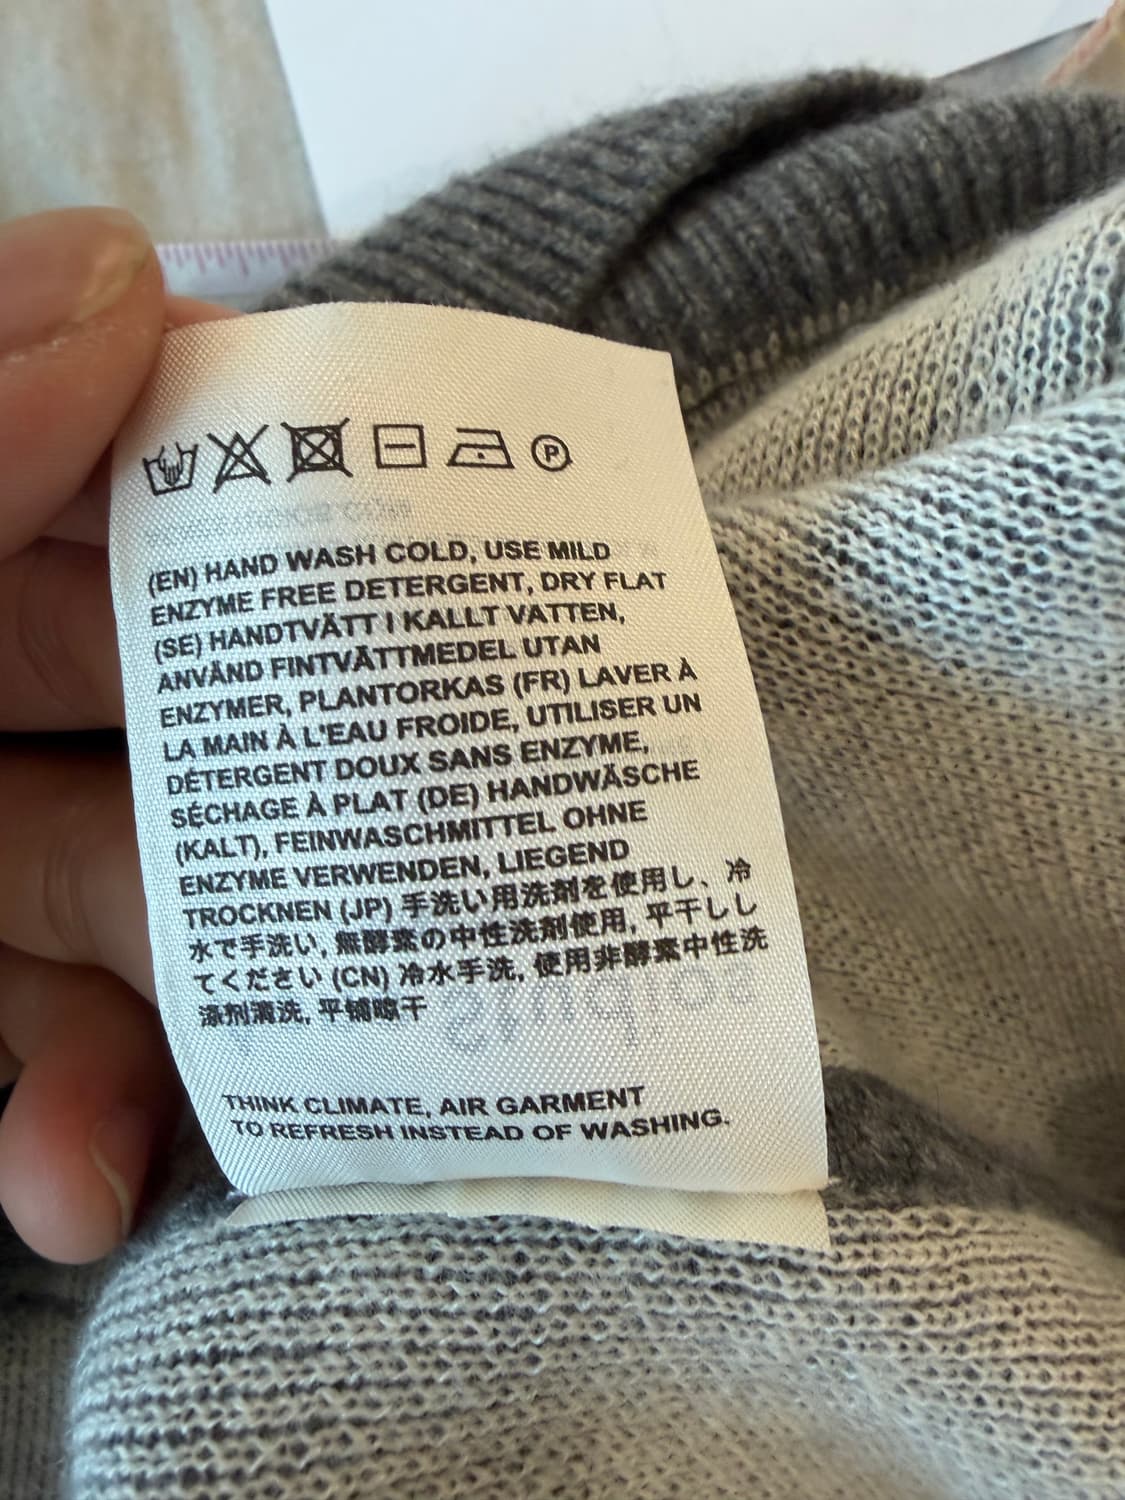 P
(EN) HAND WASH COLD, USE MILD
ENZYME FREE DETERGENT, DRY FLAT
(SE) HANDTVÄTT I KALLT VATTEN,
ANVÄND FINTVÄTTMEDEL UTAN
ENZYMER, PLANTORKAS (FR) LAVER À
LA MAIN À L'EAU FROIDE, UTILISER UN
DÉTERGENT DOUX SANS ENZYME,
SÉCHAGE À PLAT (DE) HANDWÄSCHE
(KALT), FEINWASCHMITTEL OHNE
ENZYME VERWENDEN, LIEGEND
TROCKNEN (JP) 手洗い用洗剤を使用し、冷
水で手洗い, 無酵素の中性洗剤使用, 平干しし
てください (CN) 冷水手洗, 使用非酵素中性洗
涤剂清洗, 平铺晾干
THINK CLIMATE, AIR GARMENT
TO REFRESH INSTEAD OF WASHING.